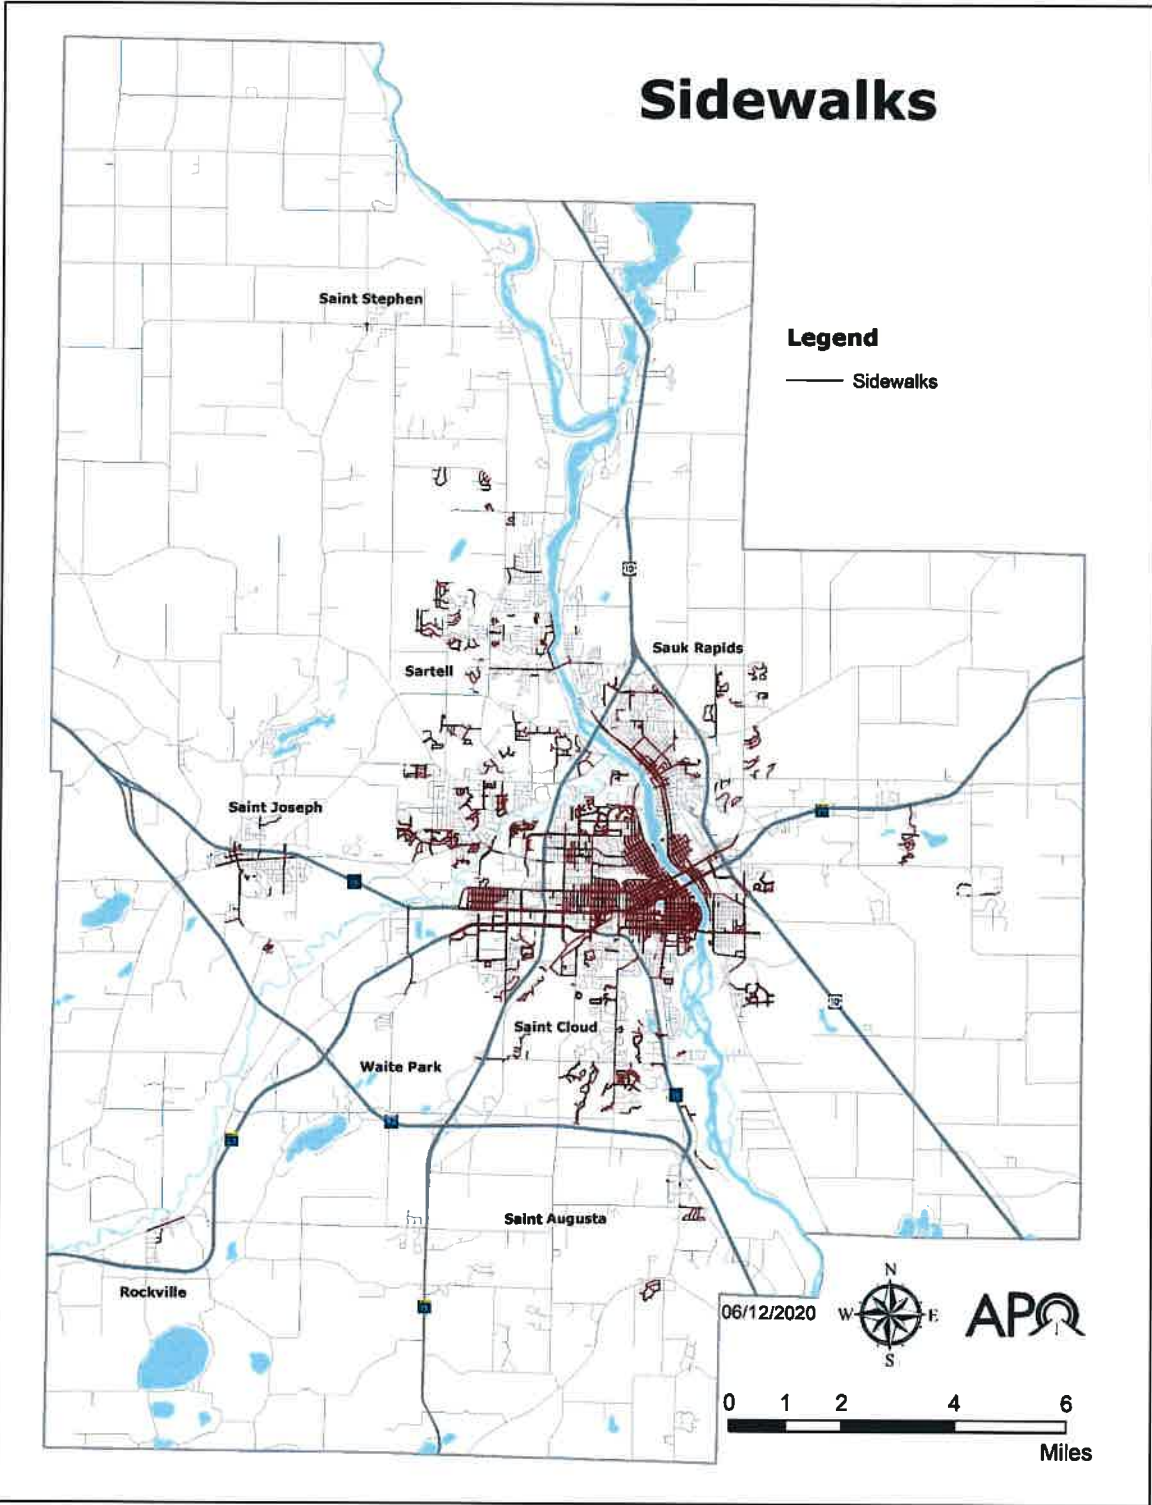 Sidewalks
Saint Stephen
Legend
Sidewalks
10
Sauk Rapids
Sartell
Saint Joseph
Saint Cloud
Waite Park
Saint Augusta
Rockville
06/12/2020
N
W
E
S
APO
0 1 2 4 6
Miles